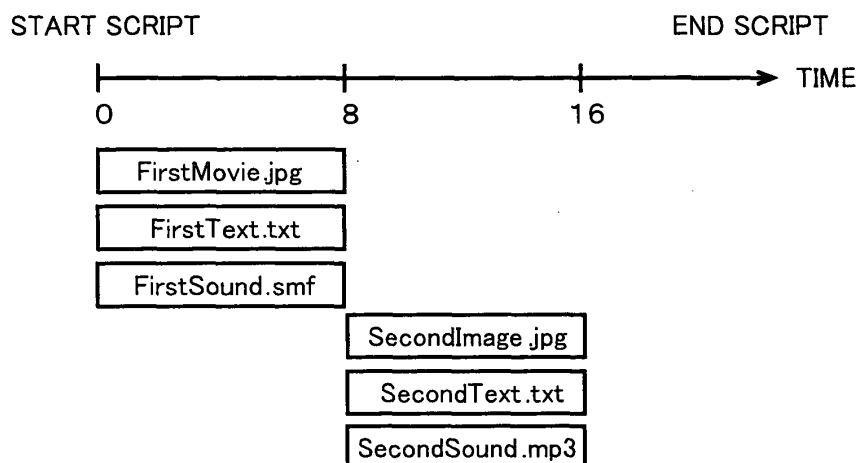 START SCRIPT END SCRIPT
TIME
0 8 16
FirstMovie.jpg
FirstText.txt
FirstSound.smf
SecondImage.jpg
SecondText.txt
SecondSound.mp3